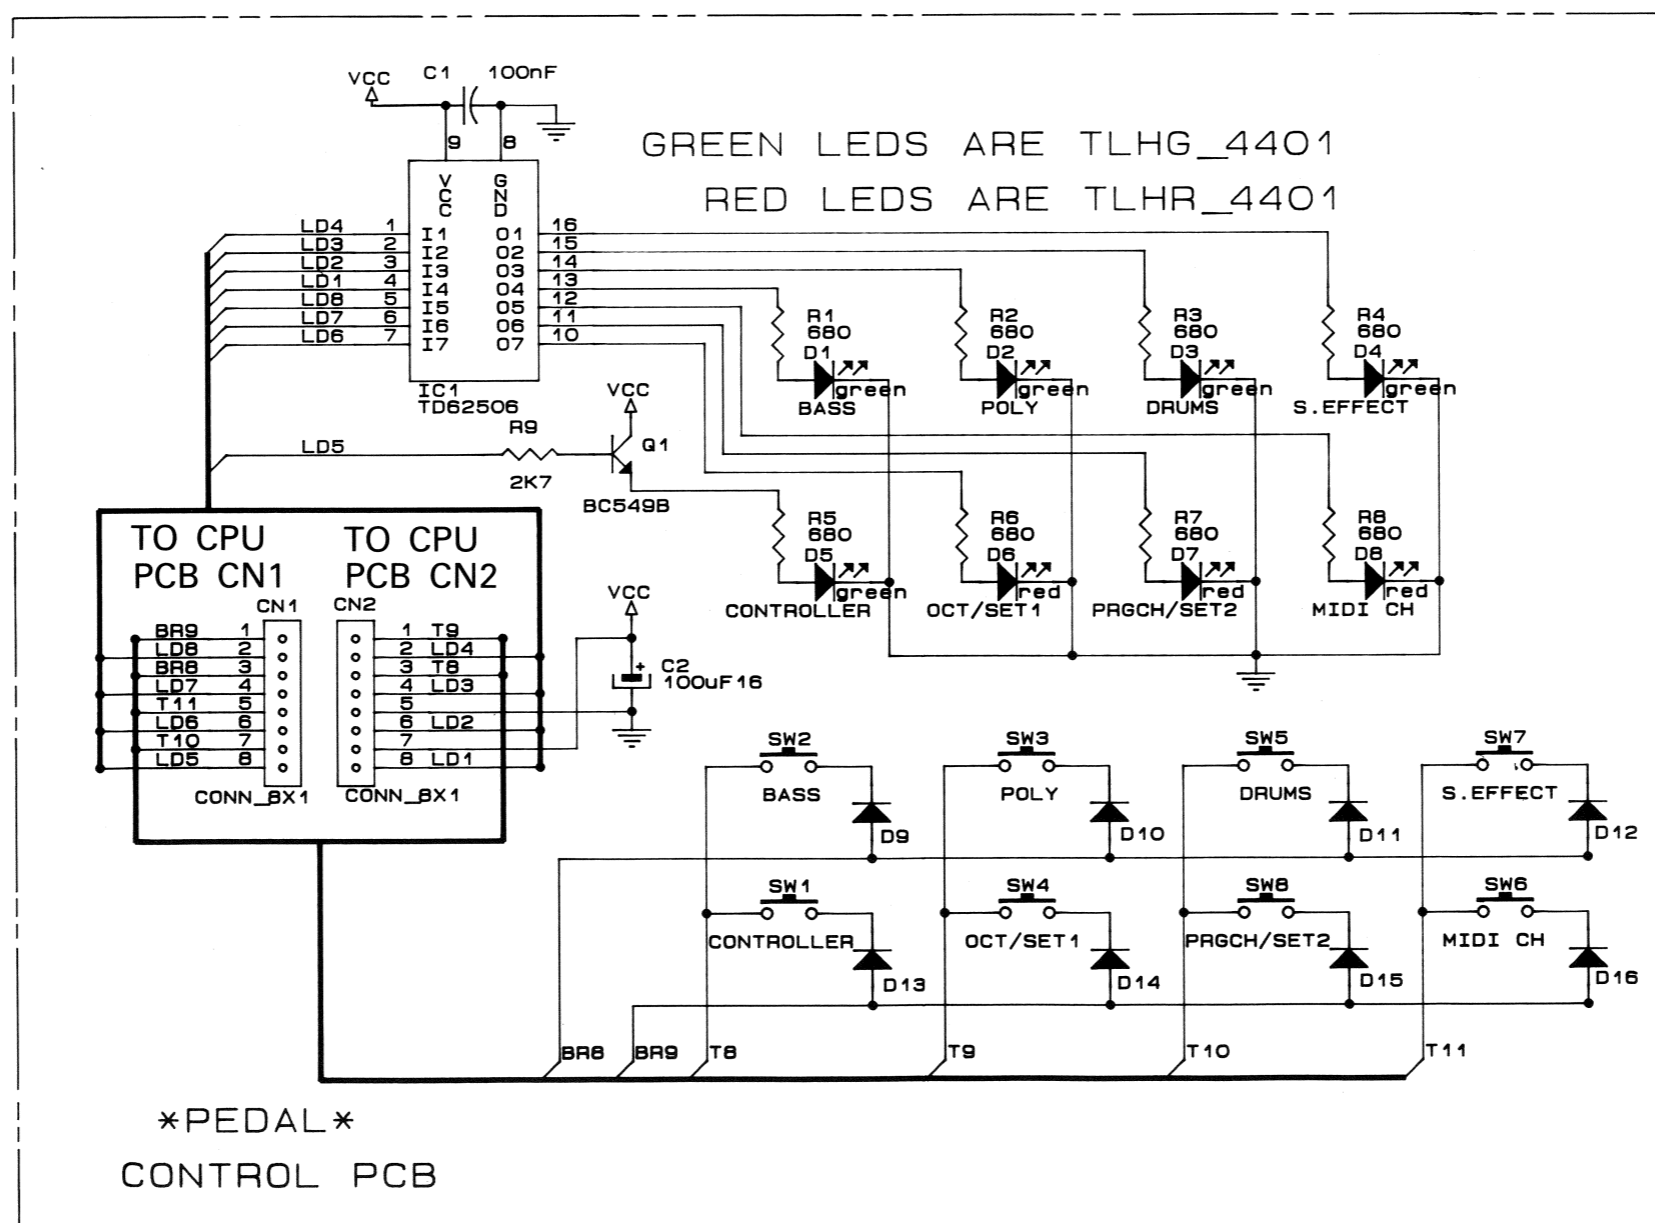 VCC C1 100nF
9 8
GREEN LEDS ARE TLHG_4401
RED LEDS ARE TLHR_4401
VCC GND
LD4 1 I1 O1 16
LD3 2 I2 O2 15
LD2 3 I3 O3 14
LD1 4 I4 O4 13
LD8 5 I5 O5 12
LD7 6 I6 O6 11
LD6 7 I7 O7 10
IC1
TD62506
R1 680 D1 green BASS
R2 680 D2 green POLY
R3 680 D3 green DRUMS
R4 680 D4 green S.EFFECT
VCC
LD5 R9 2K7 Q1 BC549B
R5 680 D5 green CONTROLLER
R6 680 D6 red OCT/SET1
R7 680 D7 red PRGCH/SET2
R8 680 D8 red MIDI CH
TO CPU
PCB CN1
TO CPU
PCB CN2
CN1
BR9 1
LD8 2
BR8 3
LD7 4
T11 5
LD6 6
T10 7
LD5 8
CONN_8X1
CN2
1 T9
2 LD4
3 T8
4 LD3
5
6 LD2
7
8 LD1
CONN_8X1
VCC
+ C2
100uF16
SW2 BASS D9
SW3 POLY D10
SW5 DRUMS D11
SW7 S.EFFECT D12
SW1 CONTROLLER D13
SW4 OCT/SET1 D14
SW8 PRGCH/SET2 D15
SW6 MIDI CH D16
BR8 BR9 T8 T9 T10 T11
*PEDAL*
CONTROL PCB